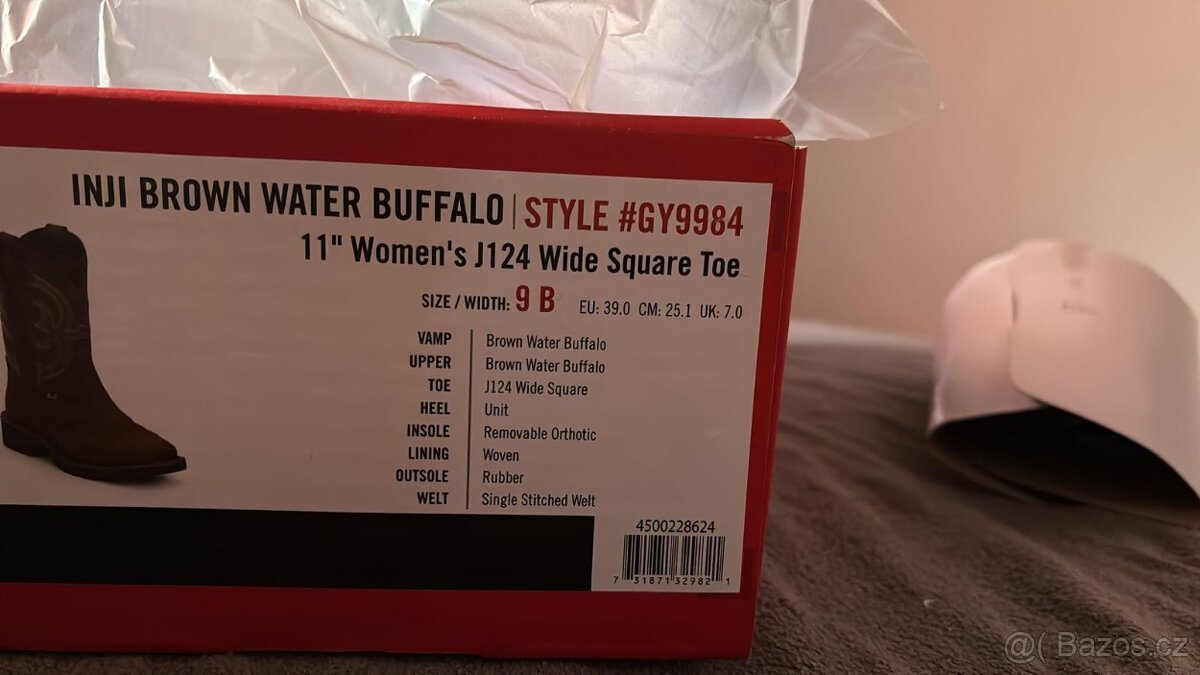 INJI BROWN WATER BUFFALO | STYLE #GY9984
11" Women's J124 Wide Square Toe
SIZE / WIDTH: 9 B EU: 39.0 CM: 25.1 UK: 7.0
VAMP Brown Water Buffalo
UPPER Brown Water Buffalo
TOE J124 Wide Square
HEEL Unit
INSOLE Removable Orthotic
LINING Woven
OUTSOLE Rubber
WELT Single Stitched Welt
4500228624
7 31871 32982 1
@( Bazos.cz